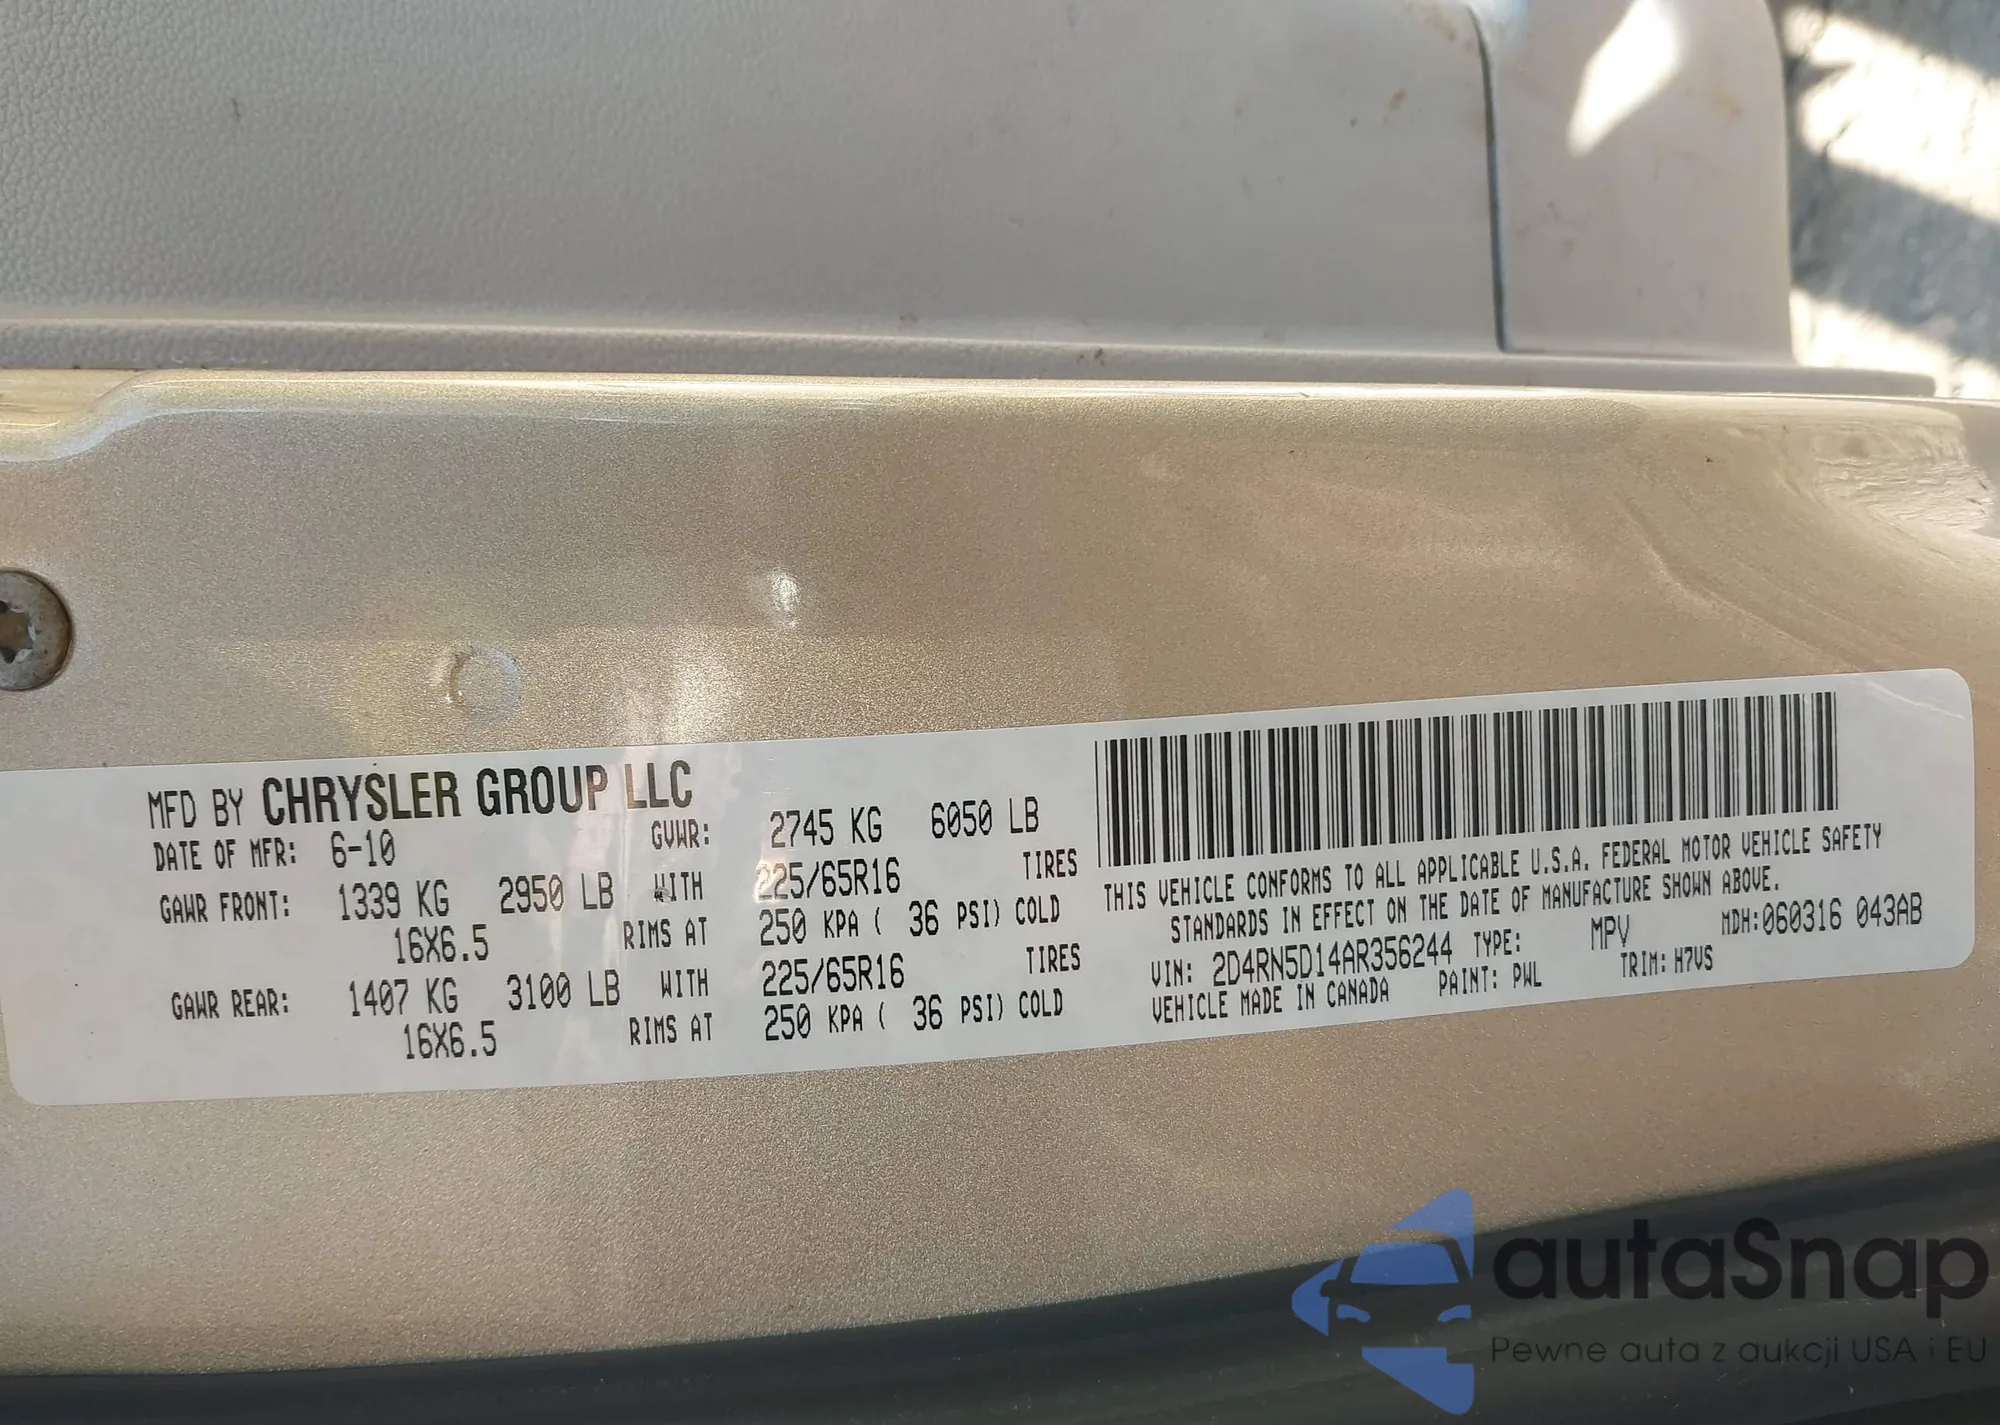 MFD BY CHRYSLER GROUP LLC
DATE OF MFR: 6-10 GVWR: 2745 KG 6050 LB
GAWR FRONT: 1339 KG 2950 LB WITH 225/65R16 TIRES
16X6.5 RIMS AT 250 KPA ( 36 PSI) COLD
GAWR REAR: 1407 KG 3100 LB WITH 225/65R16 TIRES
16X6.5 RIMS AT 250 KPA ( 36 PSI) COLD
THIS VEHICLE CONFORMS TO ALL APPLICABLE U.S.A. FEDERAL MOTOR VEHICLE SAFETY
STANDARDS IN EFFECT ON THE DATE OF MANUFACTURE SHOWN ABOVE.
VIN: 2D4RN5D14AR356244 TYPE: MPV MDH:060316 043AB
VEHICLE MADE IN CANADA PAINT: PWL TRIM: H7VS
autaSnap
Pewne auta z aukcji USA i EU